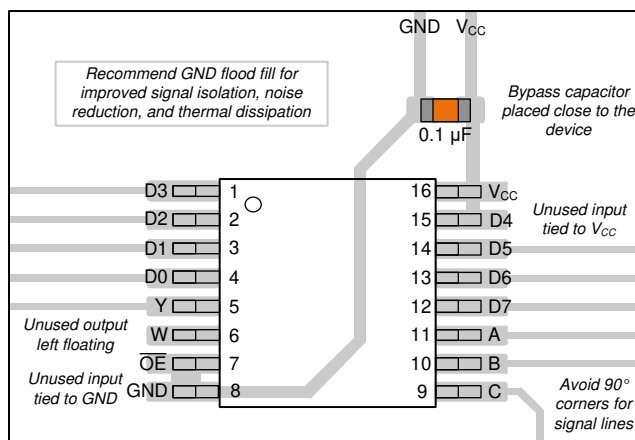 GND VCC
Recommend GND flood fill for
improved signal isolation, noise
reduction, and thermal dissipation
Bypass capacitor
placed close to the
device
0.1 µF
D3 1 16 VCC
D2 2 15 D4
Unused input
tied to VCC
D1 3 14 D5
D0 4 13 D6
Y 5 12 D7
Unused output
left floating
W 6 11 A
OE 7 10 B
Unused input
tied to GND
GND 8 9 C
Avoid 90°
corners for
signal lines